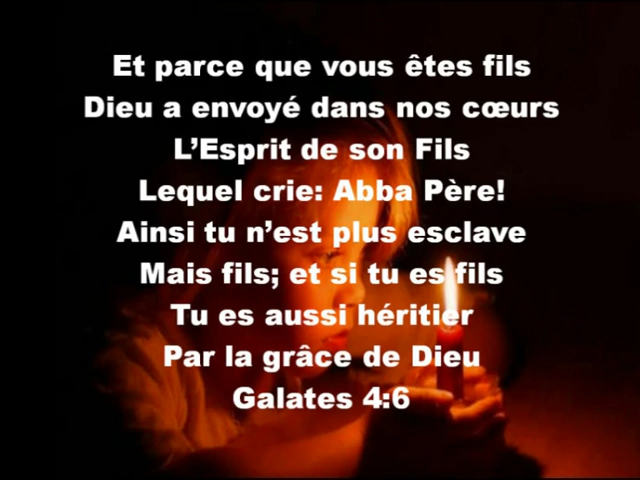 Et parce que vous êtes fils
Dieu a envoyé dans nos cœurs
L’Esprit de son Fils
Lequel crie: Abba Père!
Ainsi tu n’est plus esclave
Mais fils; et si tu es fils
Tu es aussi héritier
Par la grâce de Dieu
Galates 4:6